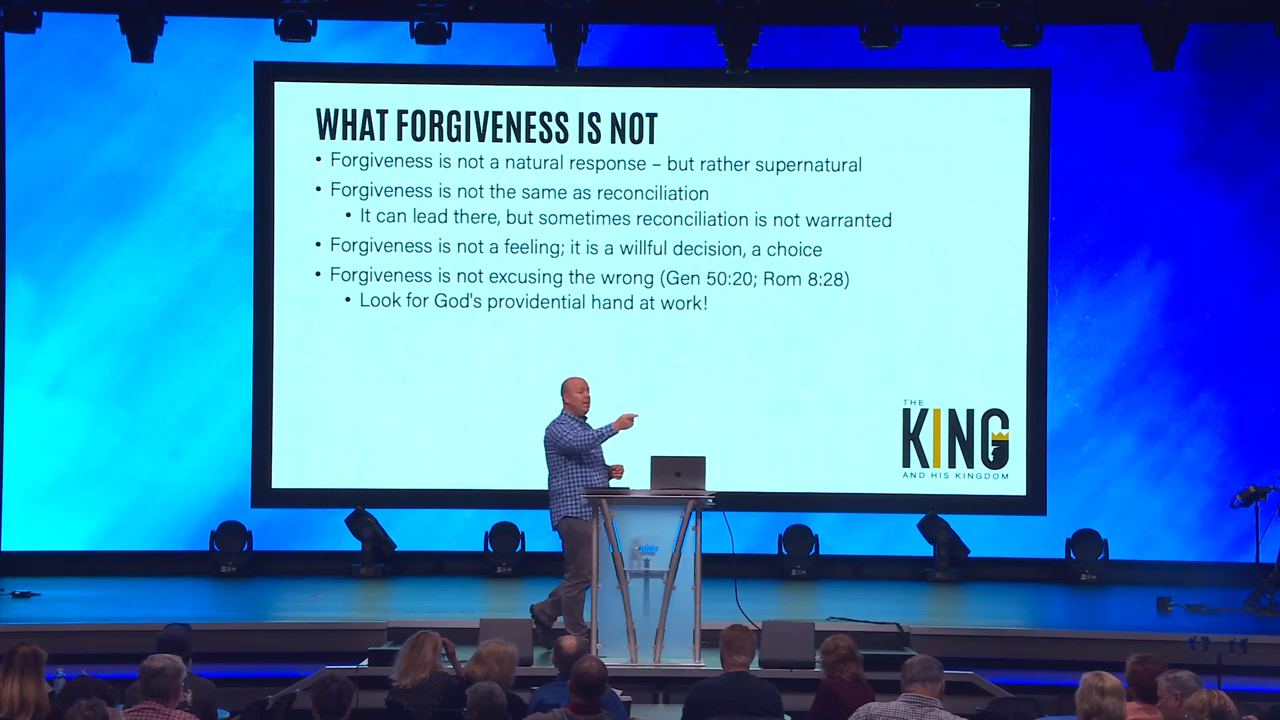 WHAT FORGIVENESS IS NOT
• Forgiveness is not a natural response – but rather supernatural
• Forgiveness is not the same as reconciliation
• It can lead there, but sometimes reconciliation is not warranted
• Forgiveness is not a feeling; it is a willful decision, a choice
• Forgiveness is not excusing the wrong (Gen 50:20; Rom 8:28)
• Look for God's providential hand at work!
THE
KING
AND HIS KINGDOM